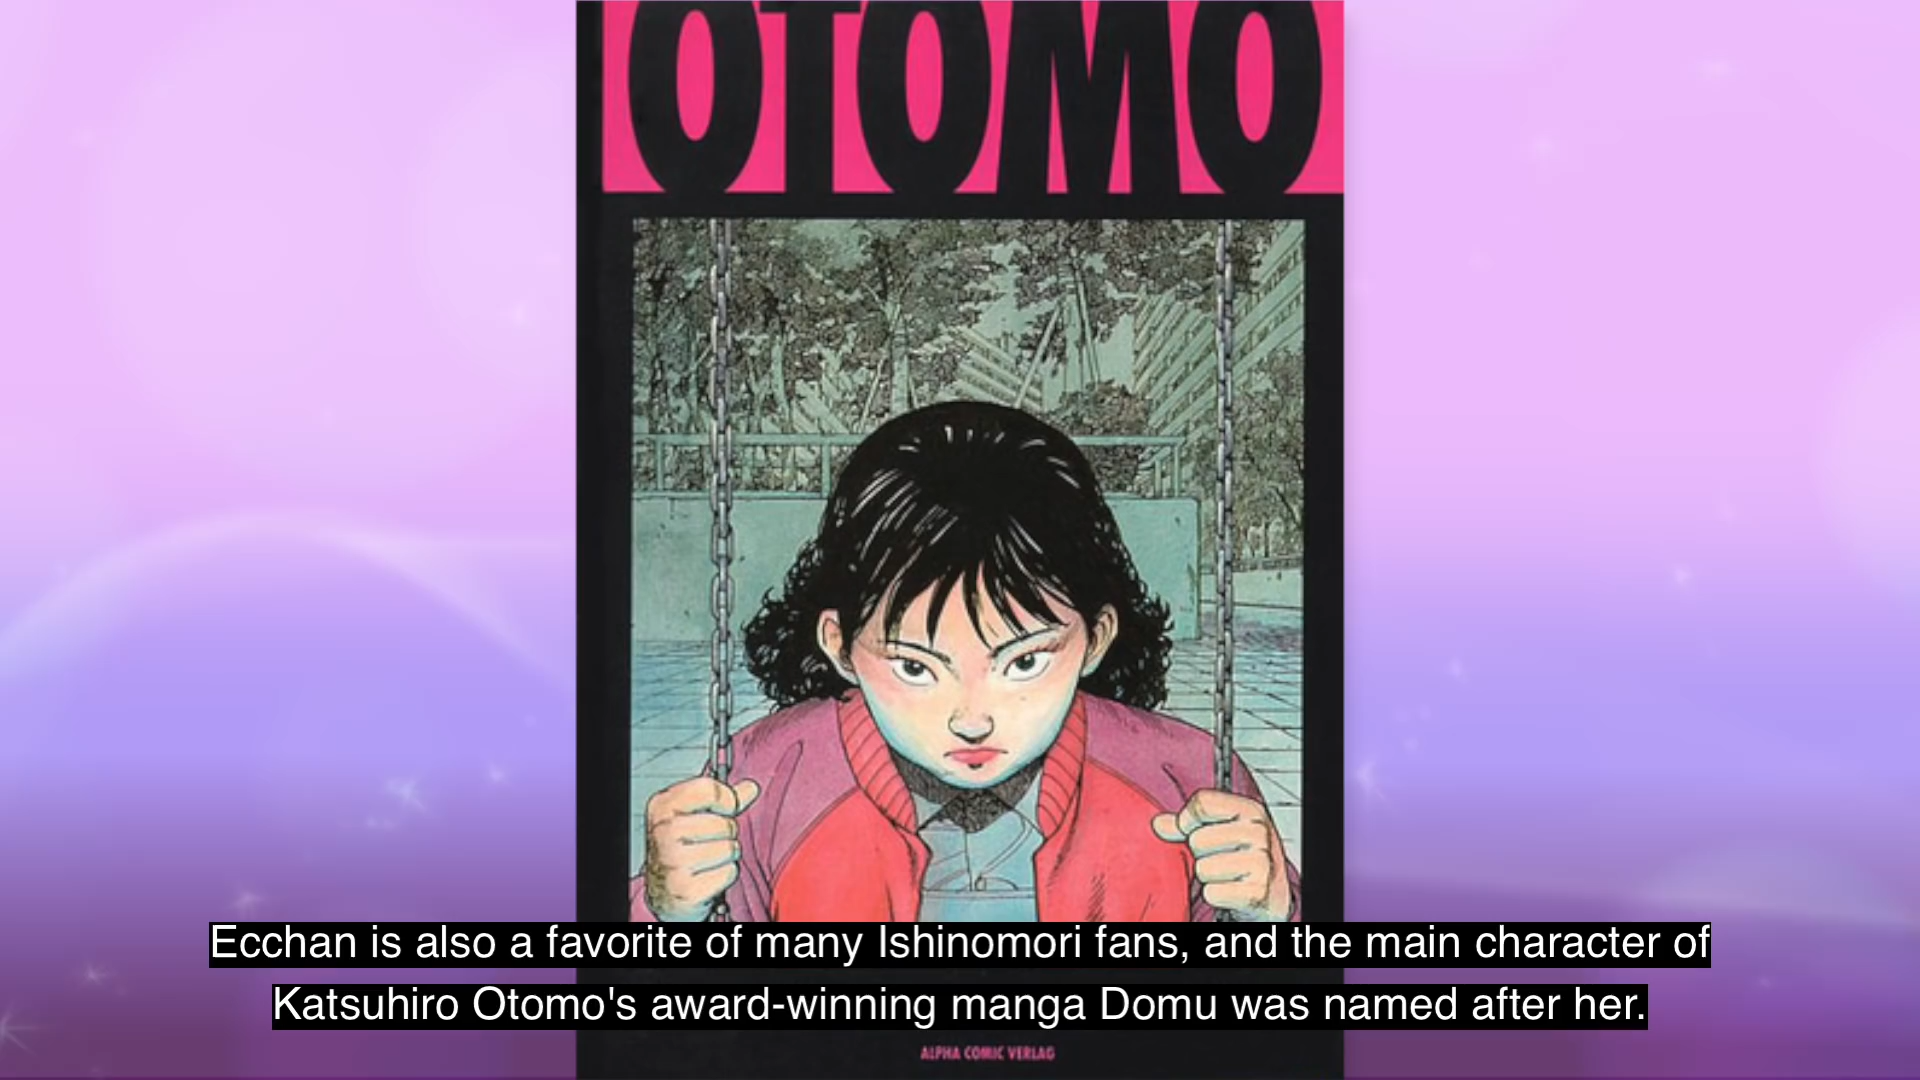 OTOMO
Ecchan is also a favorite of many Ishinomori fans, and the main character of
Katsuhiro Otomo's award-winning manga Domu was named after her.
ALPHA COMIC VERLAG